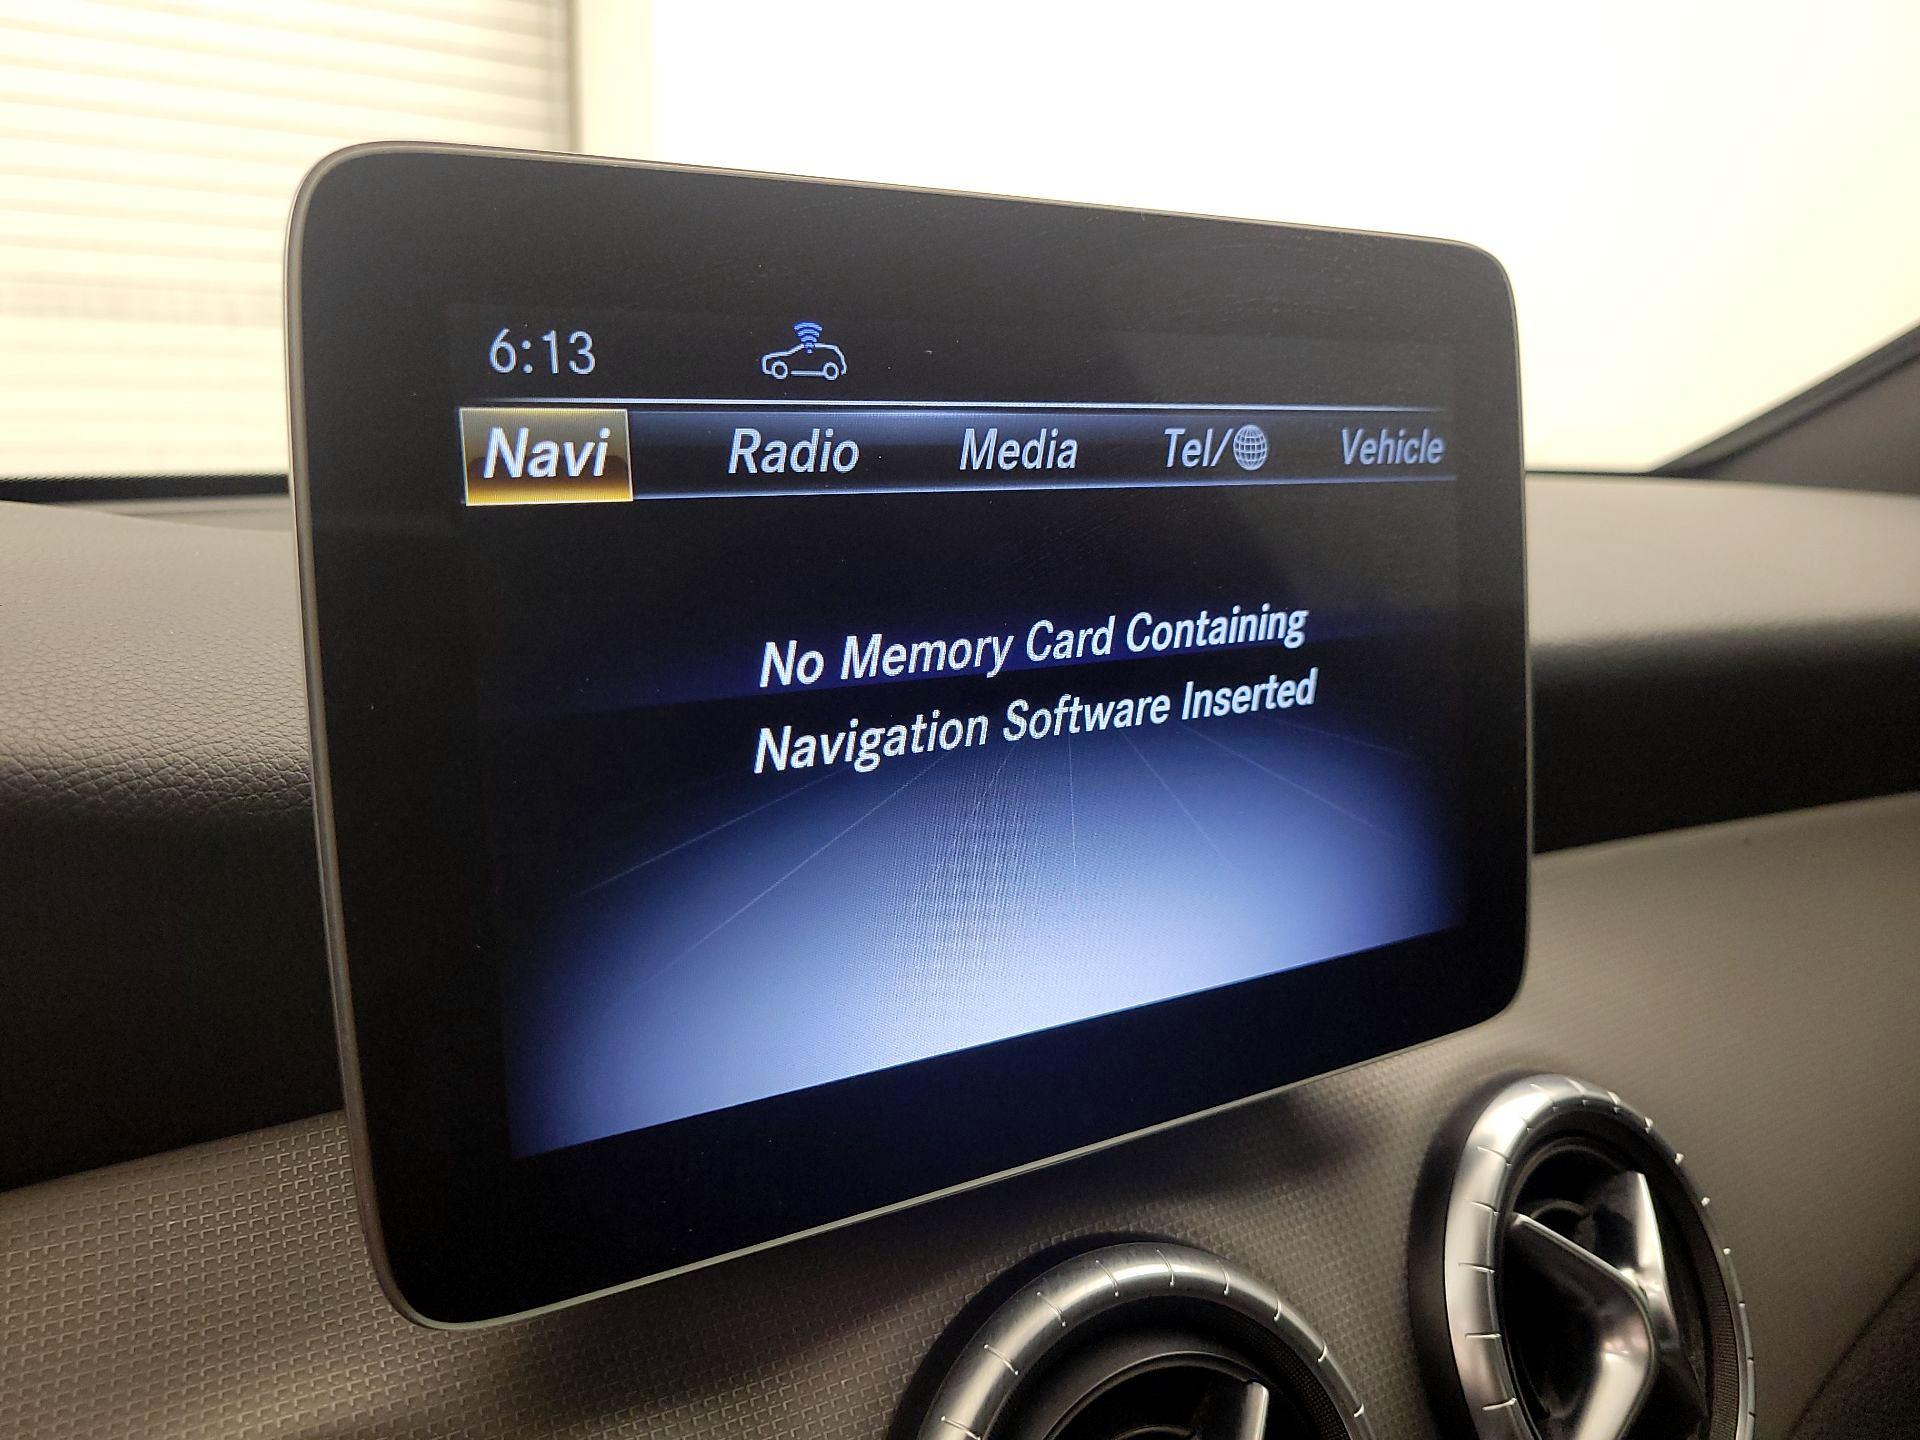 6:13
Navi Radio Media Tel/ Vehicle
No Memory Card Containing
Navigation Software Inserted